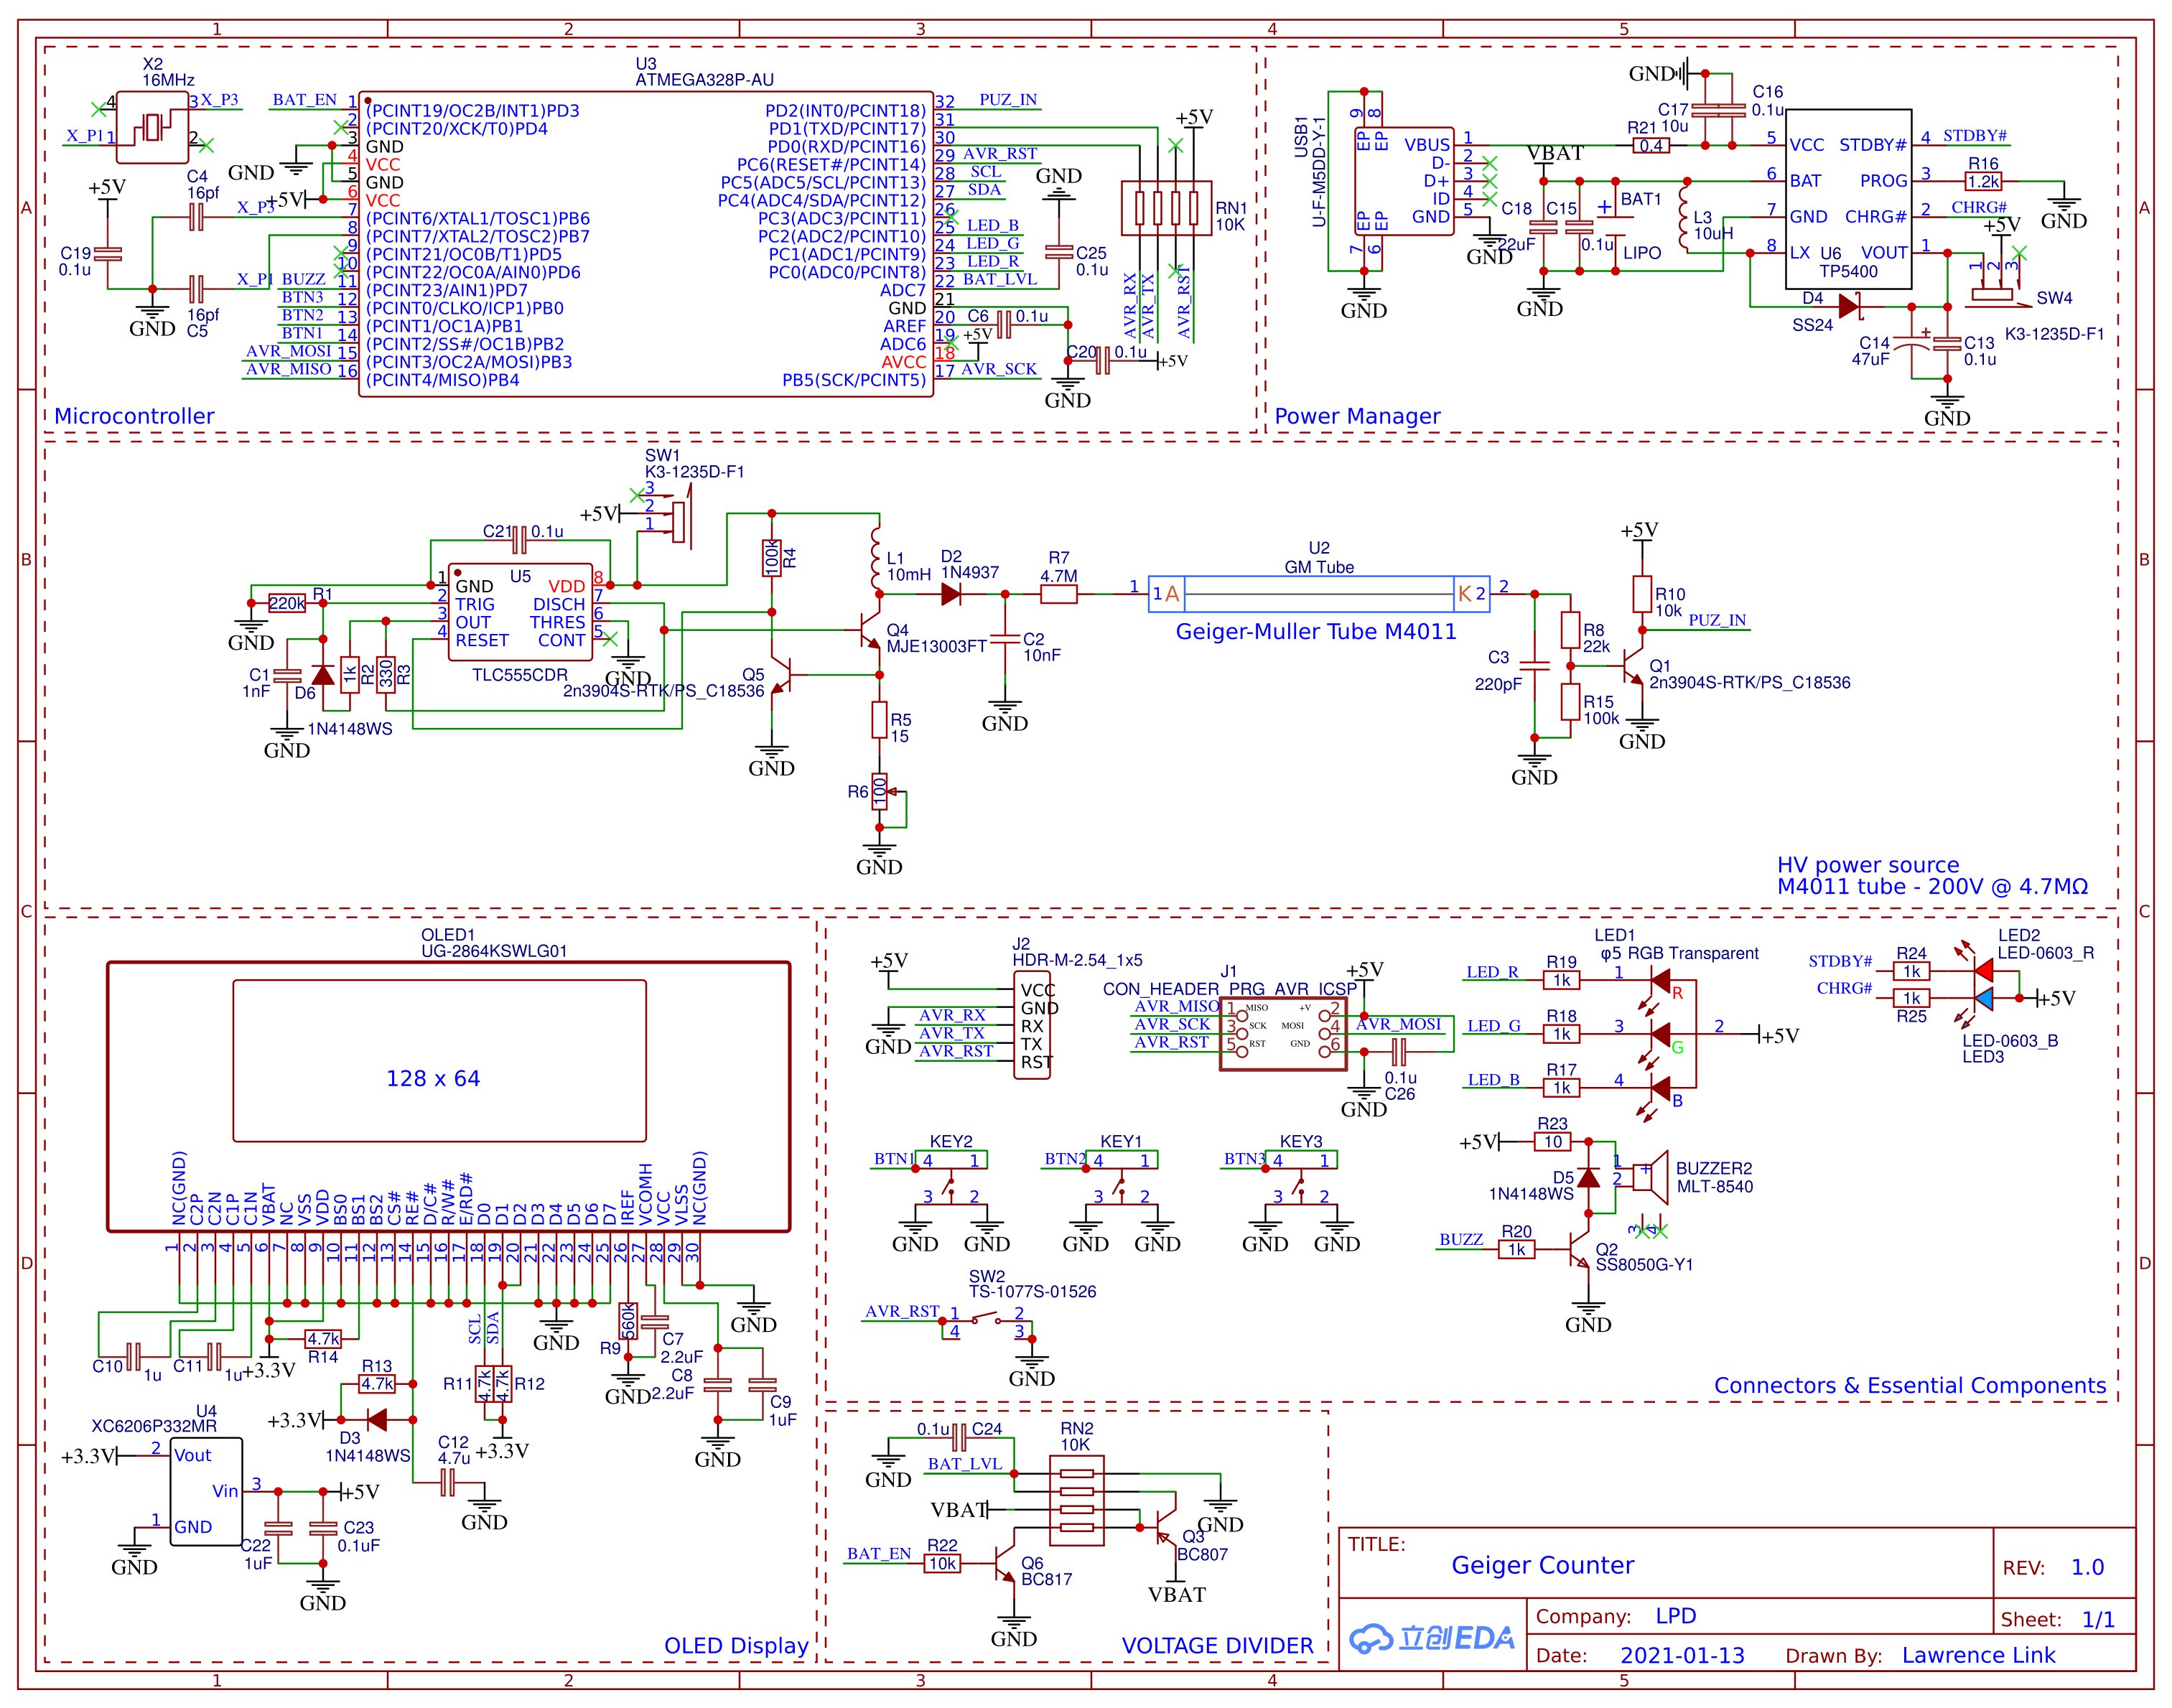 1 2 3 4 5
A
B
C
D
X2
16MHz
4
3
X_P3
X_P1
1
2
+5V
C19
0.1u
C4
16pf
X_P3
16pf
C5
X_P1
GND
GND
+5V
U3
ATMEGA328P-AU
BAT_EN
1 (PCINT19/OC2B/INT1)PD3
2 (PCINT20/XCK/T0)PD4
3 GND
4 VCC
5 GND
6 VCC
7 (PCINT6/XTAL1/TOSC1)PB6
8 (PCINT7/XTAL2/TOSC2)PB7
9 (PCINT21/OC0B/T1)PD5
10 (PCINT22/OC0A/AIN0)PD6
BUZZ 11 (PCINT23/AIN1)PD7
BTN3 12 (PCINT0/CLKO/ICP1)PB0
BTN2 13 (PCINT1/OC1A)PB1
BTN1 14 (PCINT2/SS#/OC1B)PB2
AVR_MOSI 15 (PCINT3/OC2A/MOSI)PB3
AVR_MISO 16 (PCINT4/MISO)PB4
PD2(INT0/PCINT18) 32 PUZ_IN
PD1(TXD/PCINT17) 31
PD0(RXD/PCINT16) 30
PC6(RESET#/PCINT14) 29 AVR_RST
PC5(ADC5/SCL/PCINT13) 28 SCL
PC4(ADC4/SDA/PCINT12) 27 SDA
PC3(ADC3/PCINT11) 26
PC2(ADC2/PCINT10) 25 LED_B
PC1(ADC1/PCINT9) 24 LED_G
PC0(ADC0/PCINT8) 23 LED_R
ADC7 22 BAT_LVL
GND 21
AREF 20 C6 0.1u
ADC6 19 +5V
AVCC 18 C20 0.1u +5V
PB5(SCK/PCINT5) 17 AVR_SCK
GND
GND
C25
0.1u
+5V
RN1
10K
AVR_RX
AVR_TX
AVR_RST
Microcontroller
USB1
U-F-M5DD-Y-1
9 8
EP EP
VBUS 1
D- 2
D+ 3
ID 4
GND 5
EP EP
7 6
GND
GND
GND
C17
10u
C16
0.1u
R21
0.4
VBAT
C18
22uF
C15
0.1u
+
BAT1
LIPO
GND
L3
10uH
5 VCC STDBY# 4 STDBY#
6 BAT PROG 3
7 GND CHRG# 2 CHRG#
8 LX VOUT 1
U6
TP5400
R16
1.2k
GND
+5V
1 2 3
SW4
K3-1235D-F1
D4
SS24
C14
47uF
+
C13
0.1u
GND
Power Manager
SW1
K3-1235D-F1
3
+5V 2
1
C21 0.1u
U5
1 GND VDD 8
2 TRIG DISCH 7
3 OUT THRES 6
4 RESET CONT 5
TLC555CDR
R1
220k
GND
C1
1nF
GND
D6
1N4148WS
1k
R2
330
R3
GND
100k
R4
Q5
2n3904S-RTK/PS_C18536
GND
L1
10mH
Q4
MJE13003FT
R5
15
R6
100
GND
D2
1N4937
C2
10nF
GND
R7
4.7M
U2
GM Tube
1 1 A K 2 2
Geiger-Muller Tube M4011
C3
220pF
GND
R8
22k
R15
100k
+5V
R10
10k
PUZ_IN
Q1
2n3904S-RTK/PS_C18536
GND
HV power source
M4011 tube - 200V @ 4.7MΩ
OLED1
UG-2864KSWLG01
128 x 64
NC(GND) C2P C2N C1P C1N VBAT NC VSS VDD BS0 BS1 BS2 CS# RE# D/C# R/W# E/RD# D0 D1 D2 D3 D4 D5 D6 D7 IREF VCOMH VCC VLSS NC(GND)
1 2 3 4 5 6 7 8 9 10 11 12 13 14 15 16 17 18 19 20 21 22 23 24 25 26 27 28 29 30
C10 1u
C11 1u
+3.3V
4.7k
R14
R13
4.7k
+3.3V
D3
1N4148WS
C12
4.7u
GND
SCL
SDA
R11
4.7k
4.7k
R12
+3.3V
GND
R9
560k
GND
C7
2.2uF
C8
2.2uF
C9
1uF
GND
GND
U4
XC6206P332MR
+3.3V 2 Vout
Vin 3 +5V
1 GND
GND
C22
1uF
C23
0.1uF
GND
OLED Display
J2
HDR-M-2.54_1x5
+5V VCC
GND GND
AVR_RX RX
AVR_TX TX
AVR_RST RST
J1
CON_HEADER_PRG_AVR_ICSP
AVR_MISO 1 MISO +V 2
AVR_SCK 3 SCK MOSI 4 AVR_MOSI
AVR_RST 5 RST GND 6
+5V
0.1u
C26
GND
KEY2
BTN1 4 1
3 2
GND GND
KEY1
BTN2 4 1
3 2
GND GND
KEY3
BTN3 4 1
3 2
GND GND
SW2
TS-1077S-01526
AVR_RST 1 2
4 3
GND
LED1
φ5 RGB Transparent
LED_R R19 1k 1 R
LED_G R18 1k 3 G 2 +5V
LED_B R17 1k 4 B
STDBY# R24 1k
CHRG# 1k R25
LED2
LED-0603_R
+5V
LED-0603_B
LED3
+5V R23 10
D5
1N4148WS
1 +
2
BUZZER2
MLT-8540
3 4
BUZZ R20 1k
Q2
SS8050G-Y1
GND
Connectors & Essential Components
0.1u C24
GND
BAT_LVL
RN2
10K
VBAT
GND
Q3
BC807
VBAT
BAT_EN R22 10k
Q6
BC817
GND
VOLTAGE DIVIDER
TITLE: Geiger Counter
REV: 1.0
立创EDA
Company: LPD
Sheet: 1/1
Date: 2021-01-13
Drawn By: Lawrence Link
1 2 3 4 5